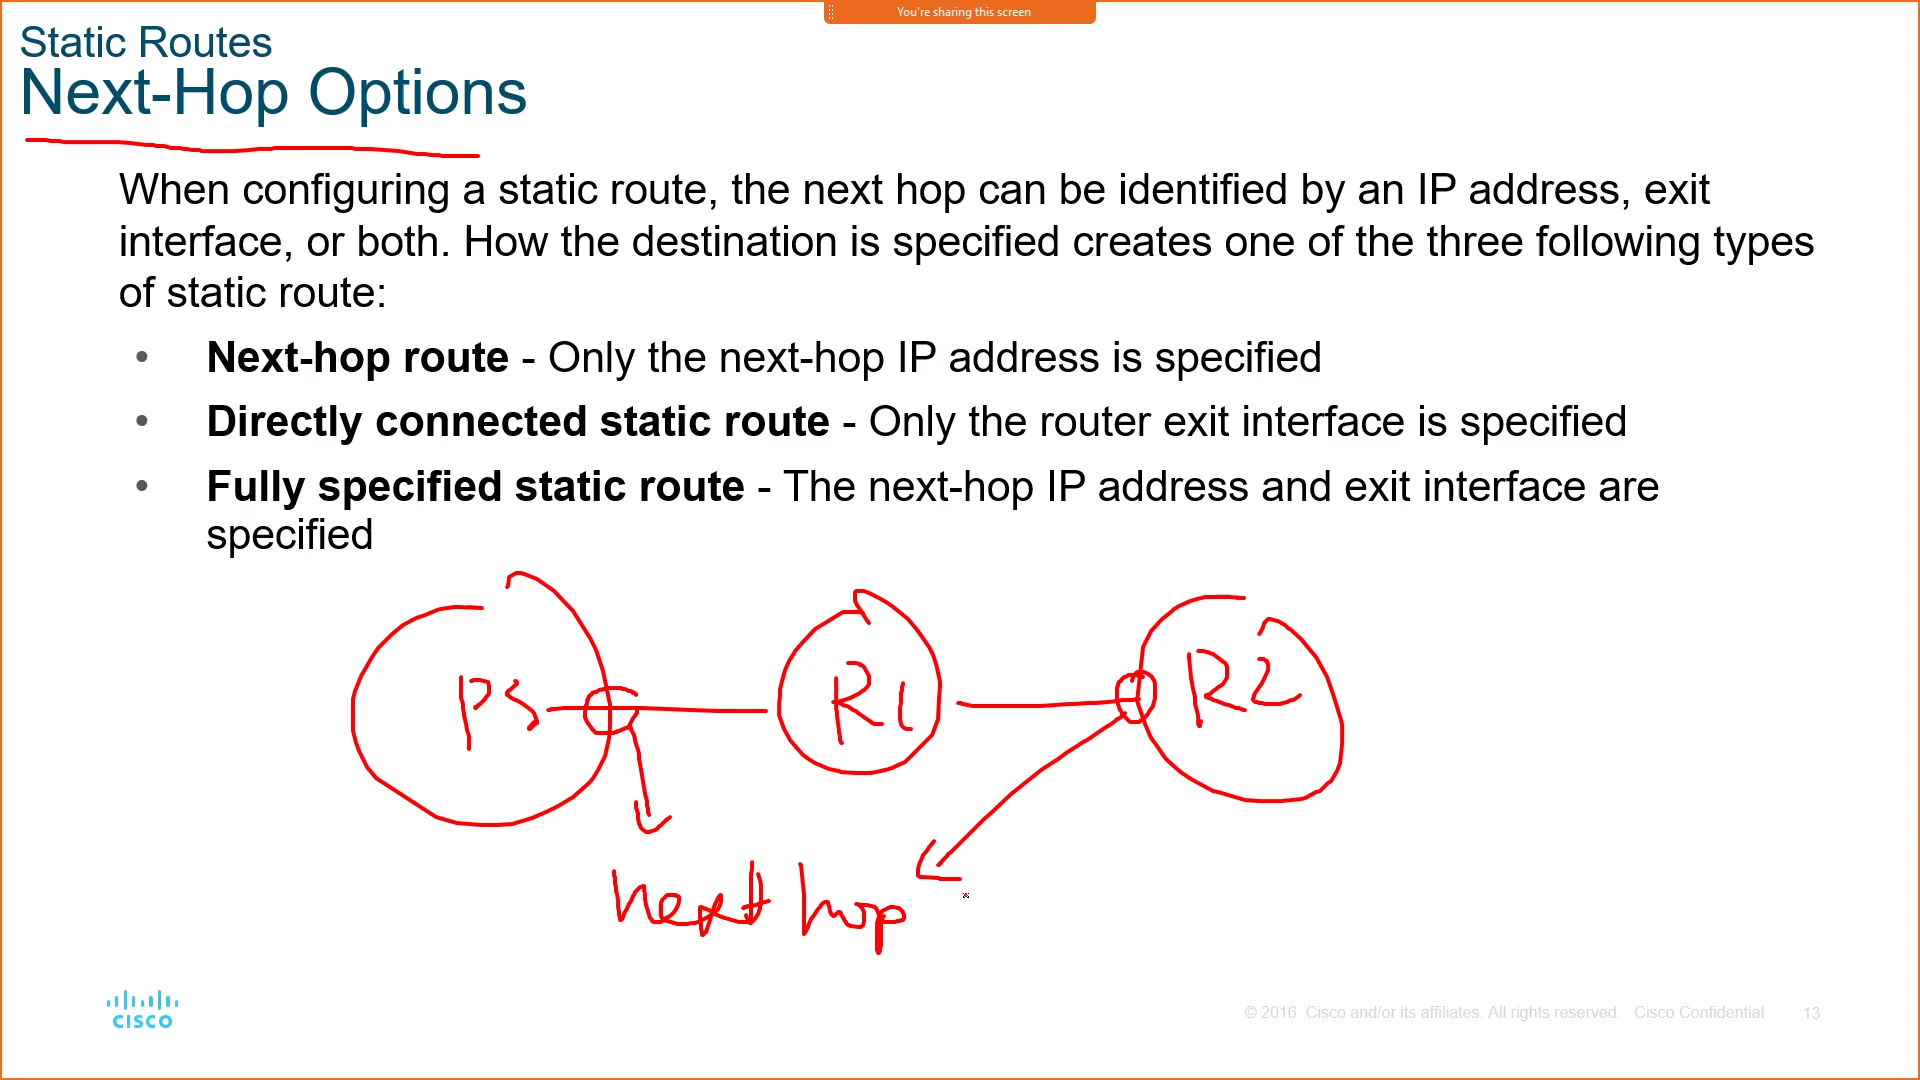 You're sharing this screen
Static Routes
Next-Hop Options
When configuring a static route, the next hop can be identified by an IP address, exit
interface, or both. How the destination is specified creates one of the three following types
of static route:
• Next-hop route - Only the next-hop IP address is specified
• Directly connected static route - Only the router exit interface is specified
• Fully specified static route - The next-hop IP address and exit interface are
specified
R1
R2
next hop
CISCO
© 2016 Cisco and/or its affiliates. All rights reserved. Cisco Confidential 13